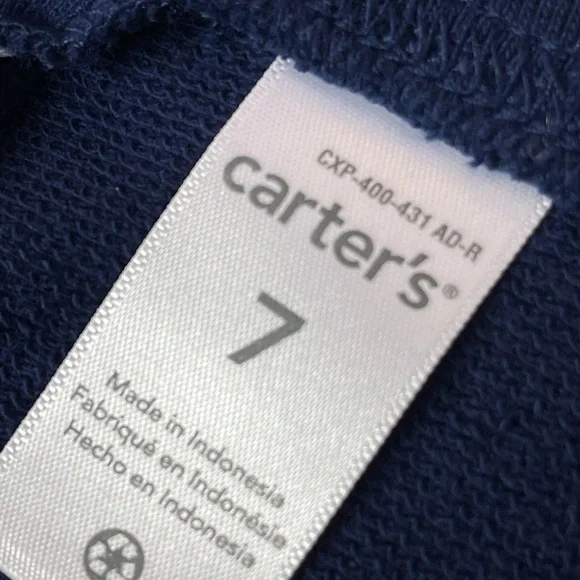 CXP-400-431 AD-R
carter's®
7
Made in Indonesia
Fabriqué en Indonésie
Hecho en Indonesia